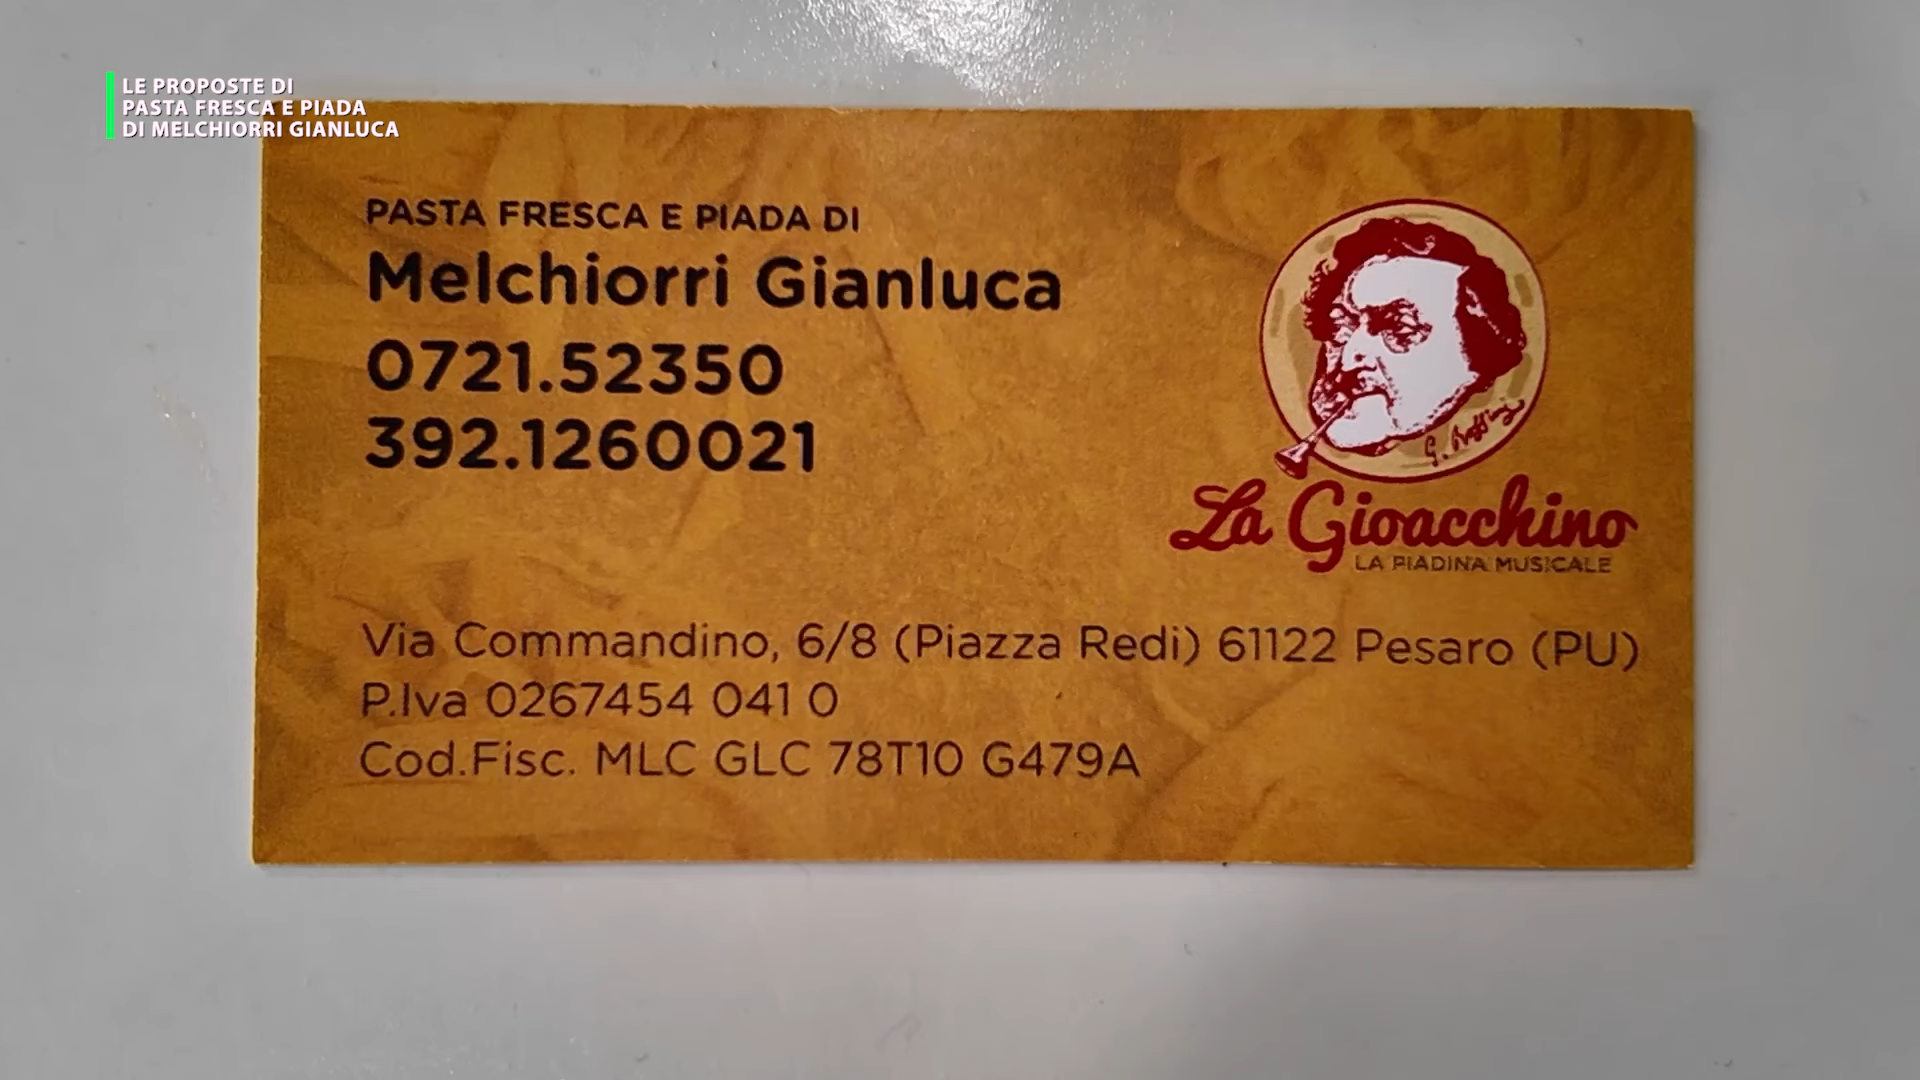 LE PROPOSTE DI
PASTA FRESCA E PIADA
DI MELCHIORRI GIANLUCA
PASTA FRESCA E PIADA DI
Melchiorri Gianluca
0721.52350
392.1260021
G. Rossini
La Gioacchino
LA PIADINA MUSICALE
Via Commandino, 6/8 (Piazza Redi) 61122 Pesaro (PU)
P.Iva 0267454 041 0
Cod.Fisc. MLC GLC 78T10 G479A